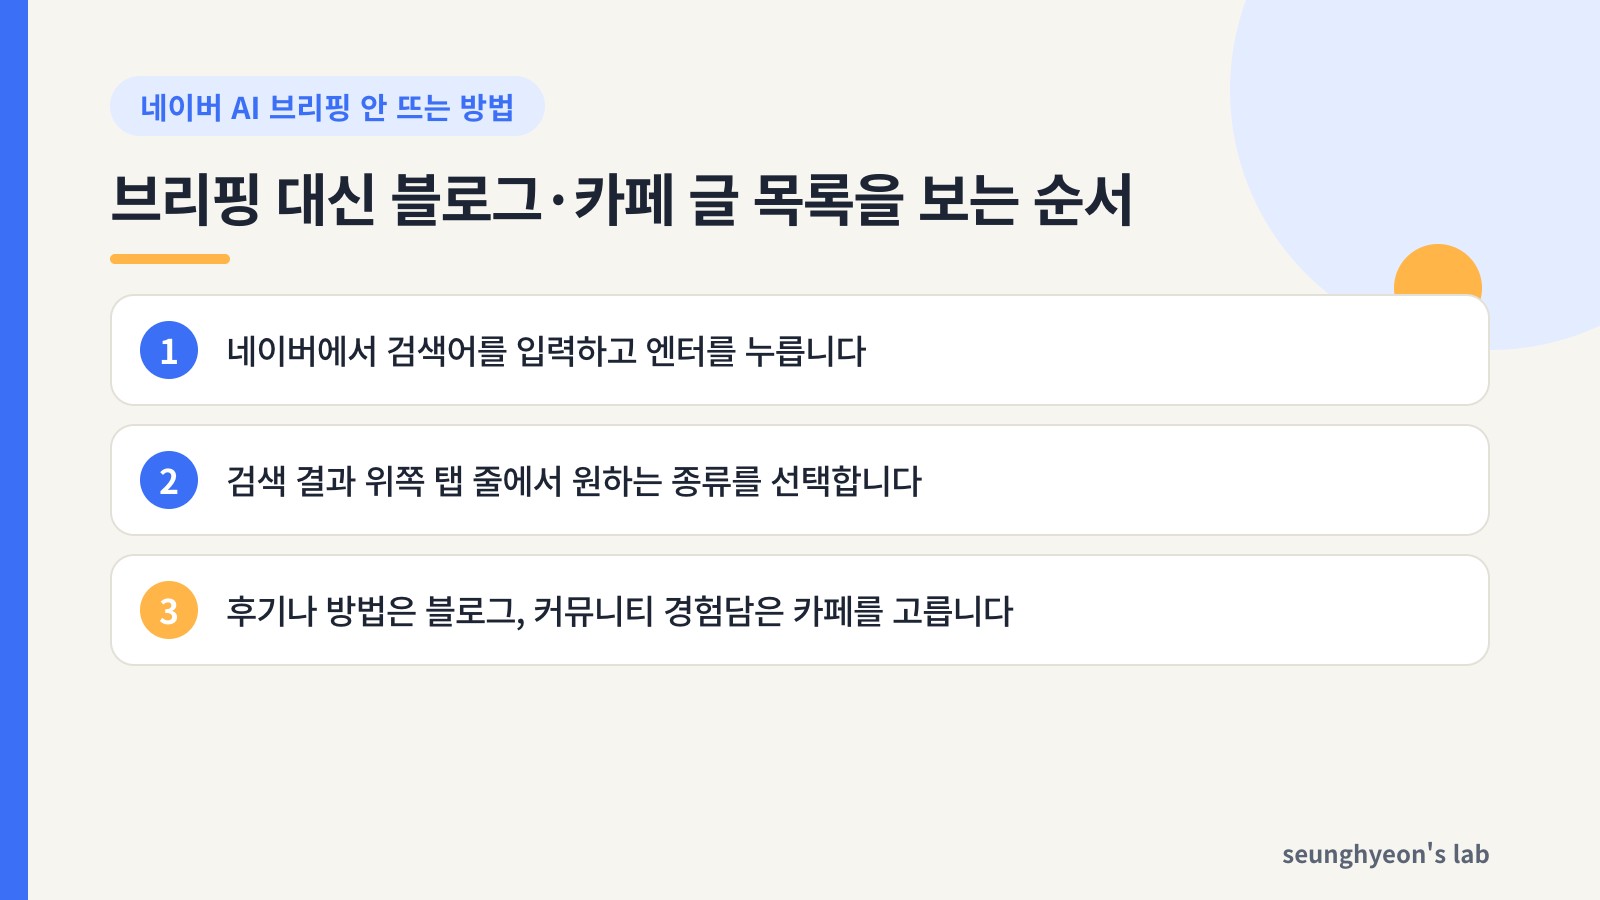 네이버 AI 브리핑 안 뜨는 방법
브리핑 대신 블로그·카페 글 목록을 보는 순서
1 네이버에서 검색어를 입력하고 엔터를 누릅니다
2 검색 결과 위쪽 탭 줄에서 원하는 종류를 선택합니다
3 후기나 방법은 블로그, 커뮤니티 경험담은 카페를 고릅니다
seunghyeon's lab